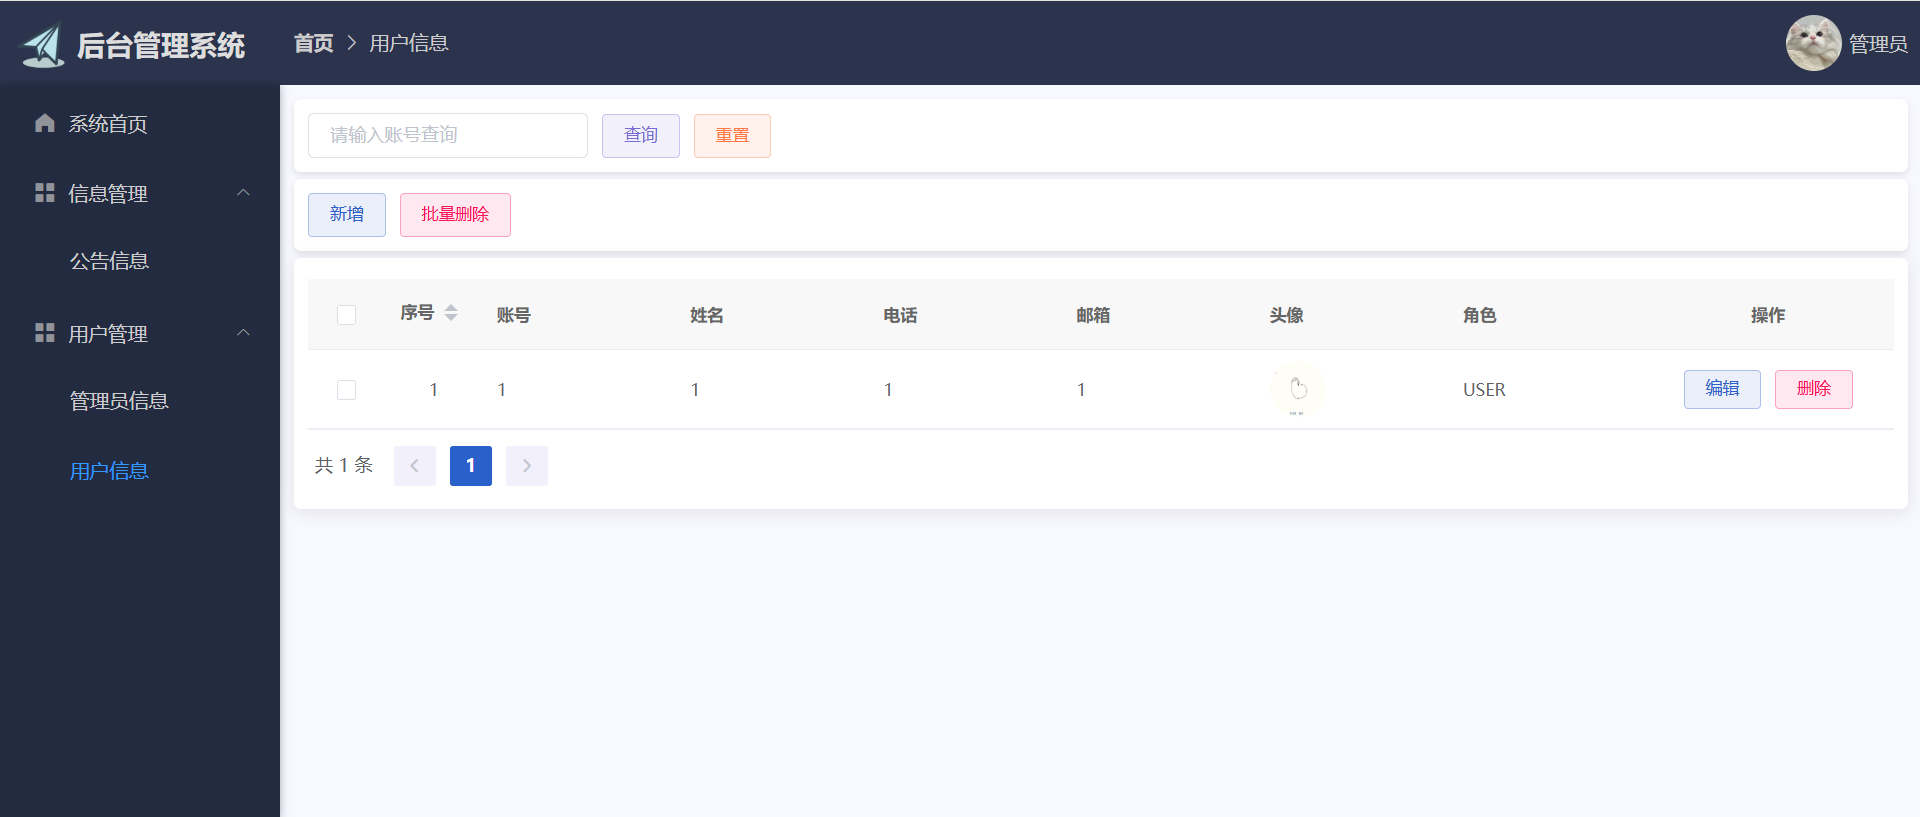 后台管理系统
首页 > 用户信息
管理员
系统首页
信息管理
公告信息
用户管理
管理员信息
用户信息
请输入账号查询 查询 重置
新增 批量删除
序号 账号 姓名 电话 邮箱 头像 角色 操作
1 1 1 1 1 USER 编辑 删除
共 1 条 < 1 >